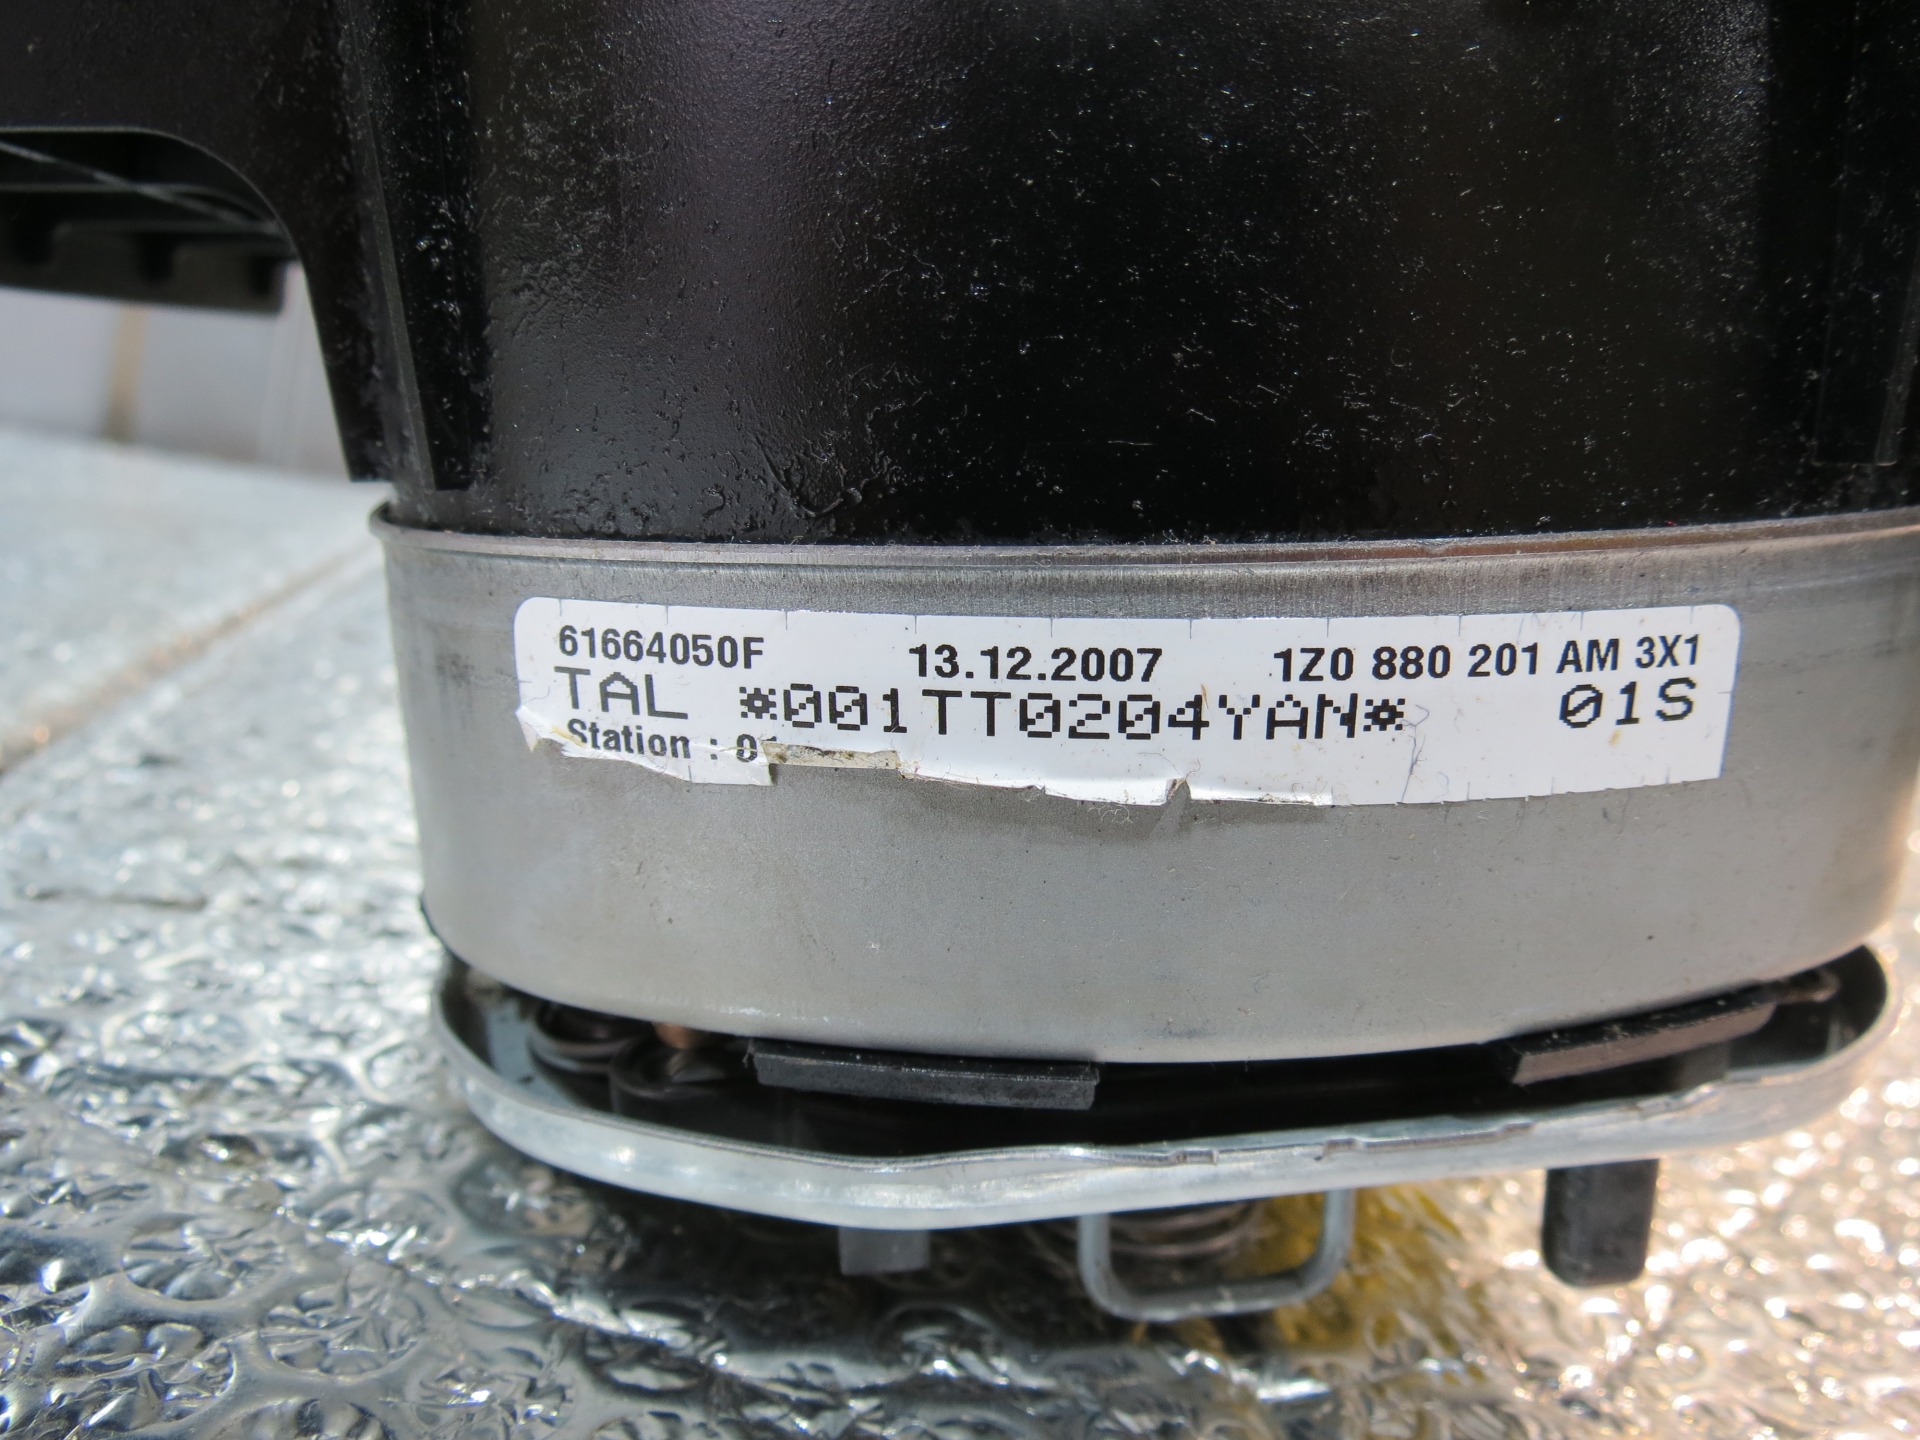 61664050F 13.12.2007 1Z0 880 201 AM 3X1
TAL *001TT0204YAN* 01S
Station :